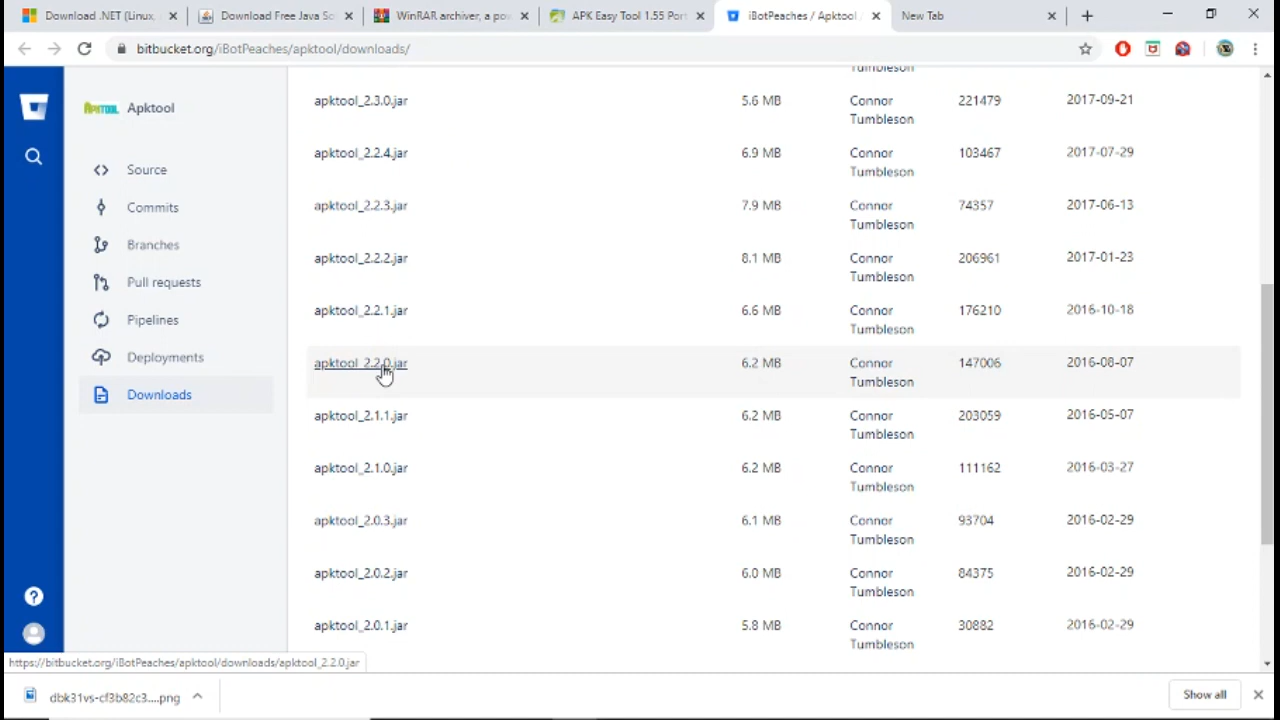 Download .NET (Linux,
Download Free Java So
WinRAR archiver, a po
APK Easy Tool 1.55 Port
iBotPeaches / Apktool
New Tab
bitbucket.org/iBotPeaches/apktool/downloads/
APKTOOL Apktool
Source
Commits
Branches
Pull requests
Pipelines
Deployments
Downloads
Tumbleson
apktool_2.3.0.jar 5.6 MB Connor 221479 2017-09-21
Tumbleson
apktool_2.2.4.jar 6.9 MB Connor 103467 2017-07-29
Tumbleson
apktool_2.2.3.jar 7.9 MB Connor 74357 2017-06-13
Tumbleson
apktool_2.2.2.jar 8.1 MB Connor 206961 2017-01-23
Tumbleson
apktool_2.2.1.jar 6.6 MB Connor 176210 2016-10-18
Tumbleson
apktool_2.2.0.jar 6.2 MB Connor 147006 2016-08-07
Tumbleson
apktool_2.1.1.jar 6.2 MB Connor 203059 2016-05-07
Tumbleson
apktool_2.1.0.jar 6.2 MB Connor 111162 2016-03-27
Tumbleson
apktool_2.0.3.jar 6.1 MB Connor 93704 2016-02-29
Tumbleson
apktool_2.0.2.jar 6.0 MB Connor 84375 2016-02-29
Tumbleson
apktool_2.0.1.jar 5.8 MB Connor 30882 2016-02-29
Tumbleson
https://bitbucket.org/iBotPeaches/apktool/downloads/apktool_2.2.0.jar
dbk31vs-cf3b82c3....png
Show all